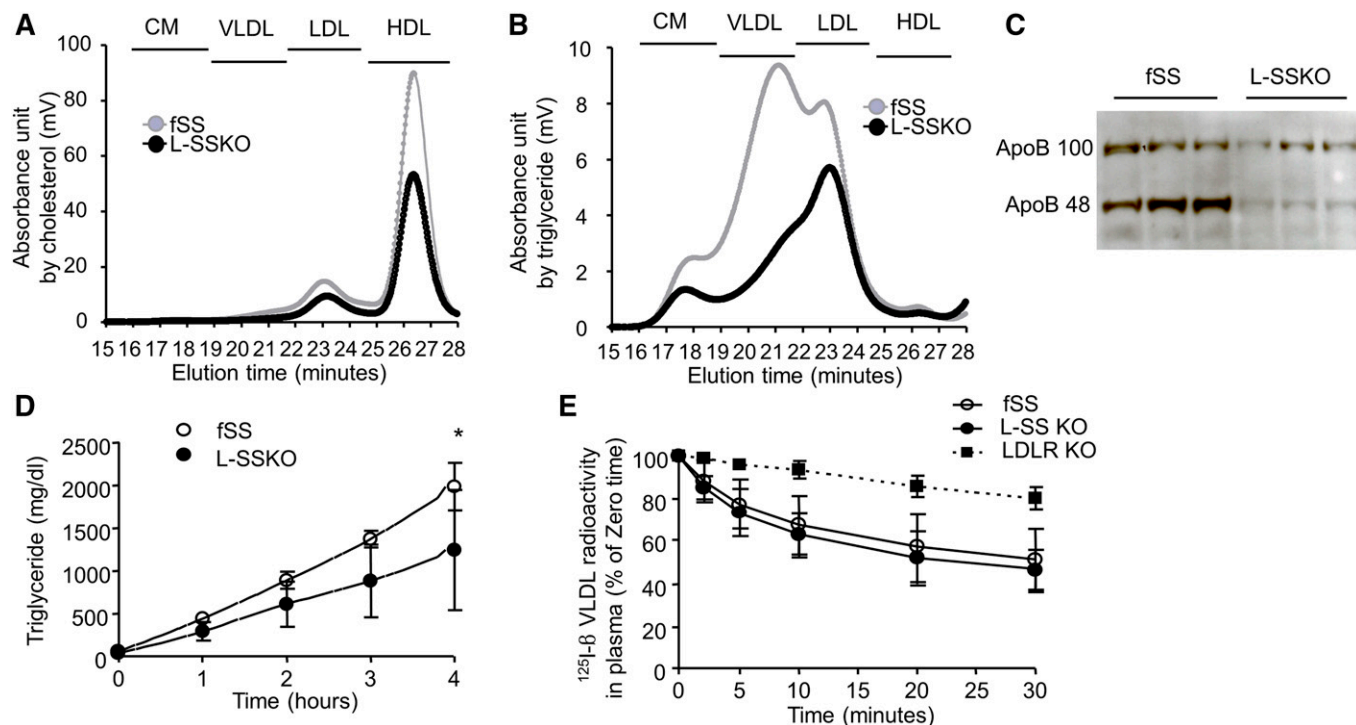 A
CM VLDL LDL HDL
100
80
60
40
20
0
Absorbance unit
by cholesterol (mV)
fSS
L-SSKO
15 16 17 18 19 20 21 22 23 24 25 26 27 28
Elution time (minutes)
B
CM VLDL LDL HDL
10
8
6
4
2
0
Absorbance unit
by triglyceride (mV)
fSS
L-SSKO
15 16 17 18 19 20 21 22 23 24 25 26 27 28
Elution time (minutes)
C
fSS L-SSKO
ApoB 100
ApoB 48
D
fSS
L-SSKO
*
2500
2000
1500
1000
500
0
Triglyceride (mg/dl)
0 1 2 3 4
Time (hours)
E
fSS
L-SS KO
LDLR KO
100
80
60
40
20
0
¹²⁵I-ß VLDL radioactivity
in plasma (% of Zero time)
0 5 10 15 20 25 30
Time (minutes)